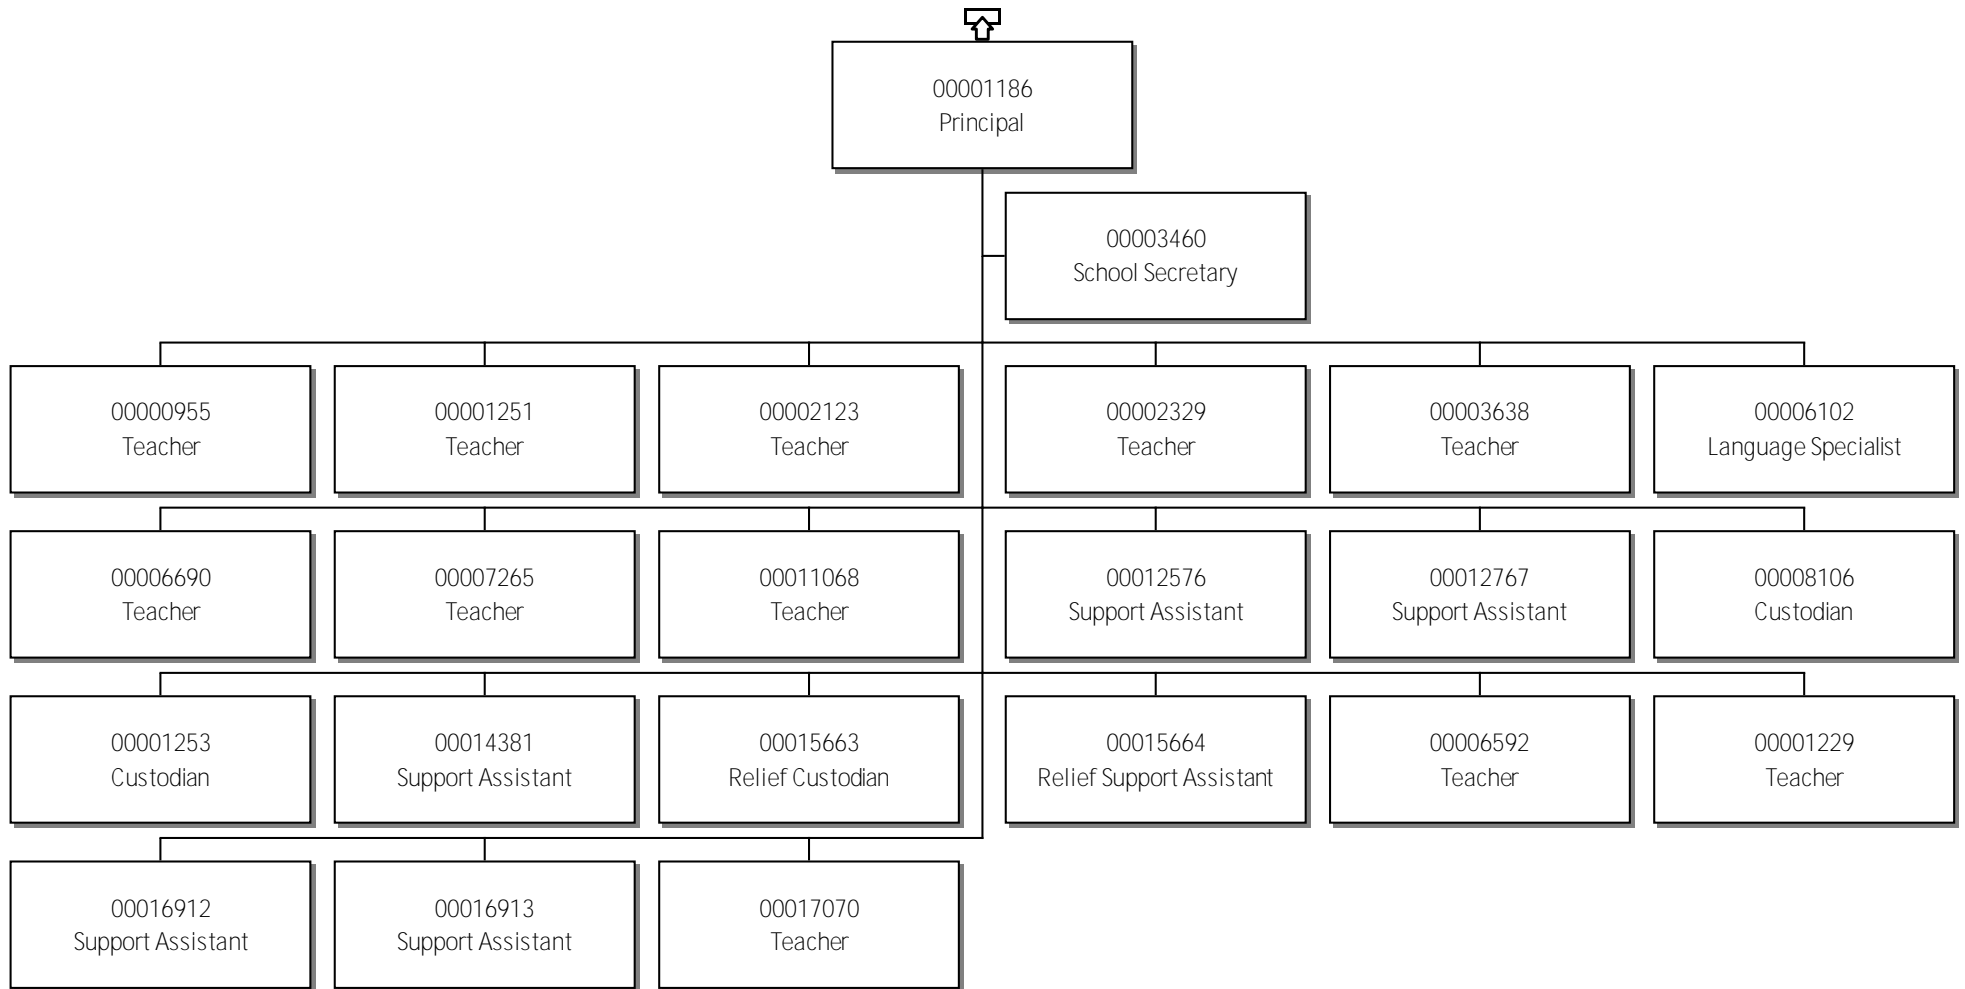 00001186
Principal
00003460
School Secretary
00000955
Teacher
00001251
Teacher
00002123
Teacher
00002329
Teacher
00003638
Teacher
00006102
Language Specialist
00006690
Teacher
00007265
Teacher
00011068
Teacher
00012576
Support Assistant
00012767
Support Assistant
00008106
Custodian
00001253
Custodian
00014381
Support Assistant
00015663
Relief Custodian
00015664
Relief Support Assistant
00006592
Teacher
00001229
Teacher
00016912
Support Assistant
00016913
Support Assistant
00017070
Teacher